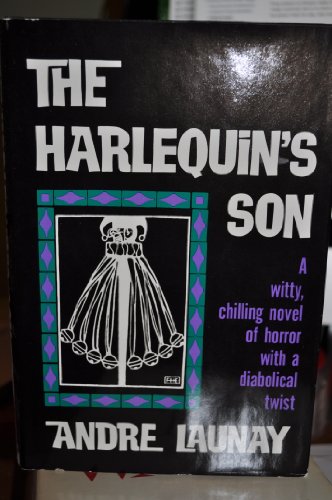 THE
HARLEQUiN'S
SON
A
witty,
chilling novel
of horror
with a
diabolical
twist
ANDRE LAUNAY